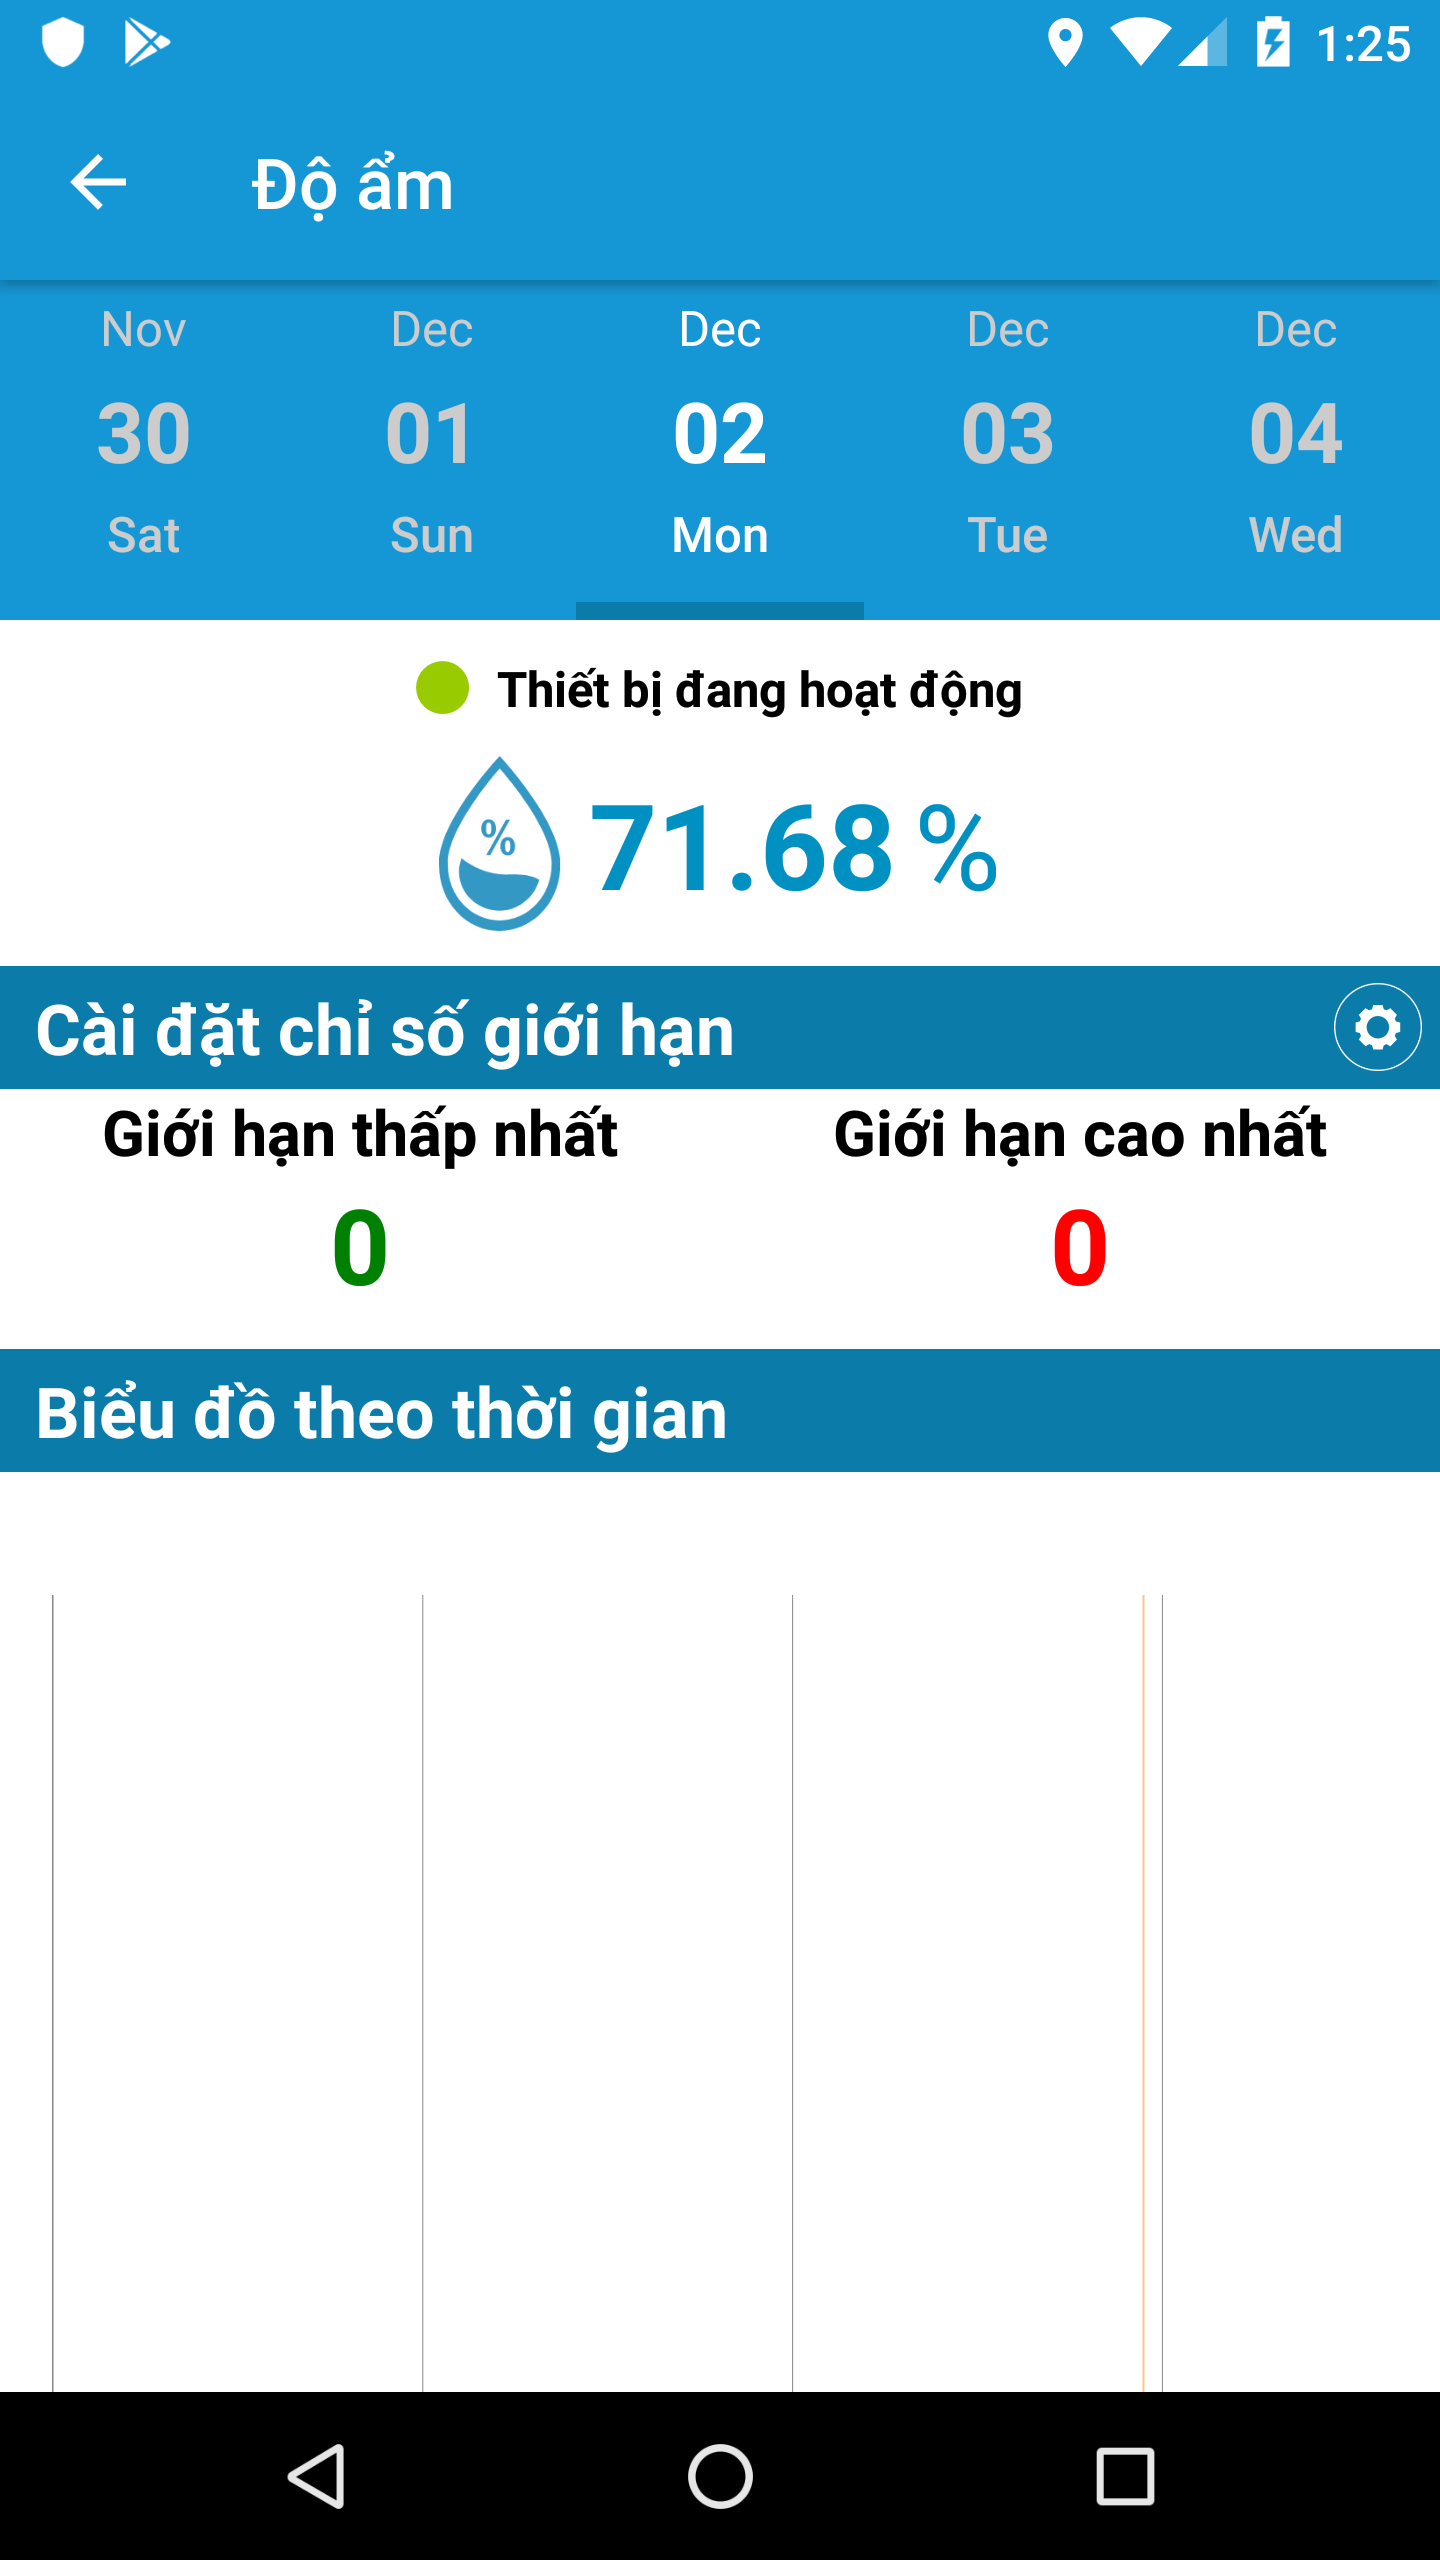 1:25
Độ ẩm
Nov Dec Dec Dec Dec
30 01 02 03 04
Sat Sun Mon Tue Wed
Thiết bị đang hoạt động
% 71.68 %
Cài đặt chỉ số giới hạn
Giới hạn thấp nhất Giới hạn cao nhất
0 0
Biểu đồ theo thời gian